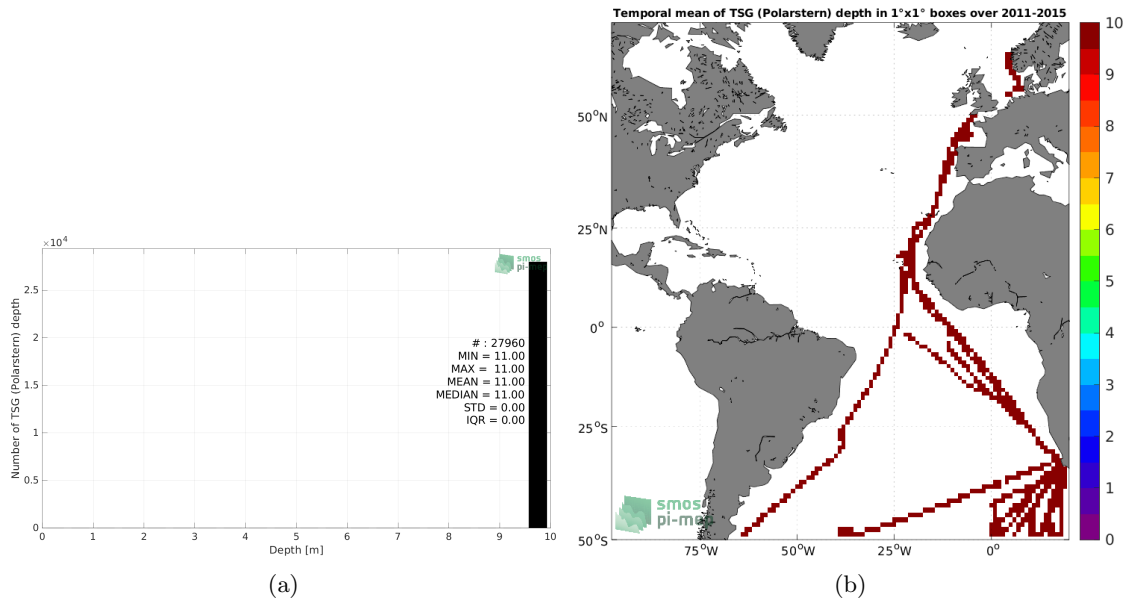 Temporal mean of TSG (Polarstern) depth in 1°x1° boxes over 2011-2015
×10⁴
2.5
2
1.5
1
0.5
0
Number of TSG (Polarstern) depth
smos
pi-mep
# : 27960
MIN = 11.00
MAX = 11.00
MEAN = 11.00
MEDIAN = 11.00
STD = 0.00
IQR = 0.00
0 1 2 3 4 5 6 7 8 9 10
Depth [m]
(a)
50°N
25°N
0°
25°S
50°S
75°W 50°W 25°W 0°
smos
pi-mep
10
9
8
7
6
5
4
3
2
1
0
(b)